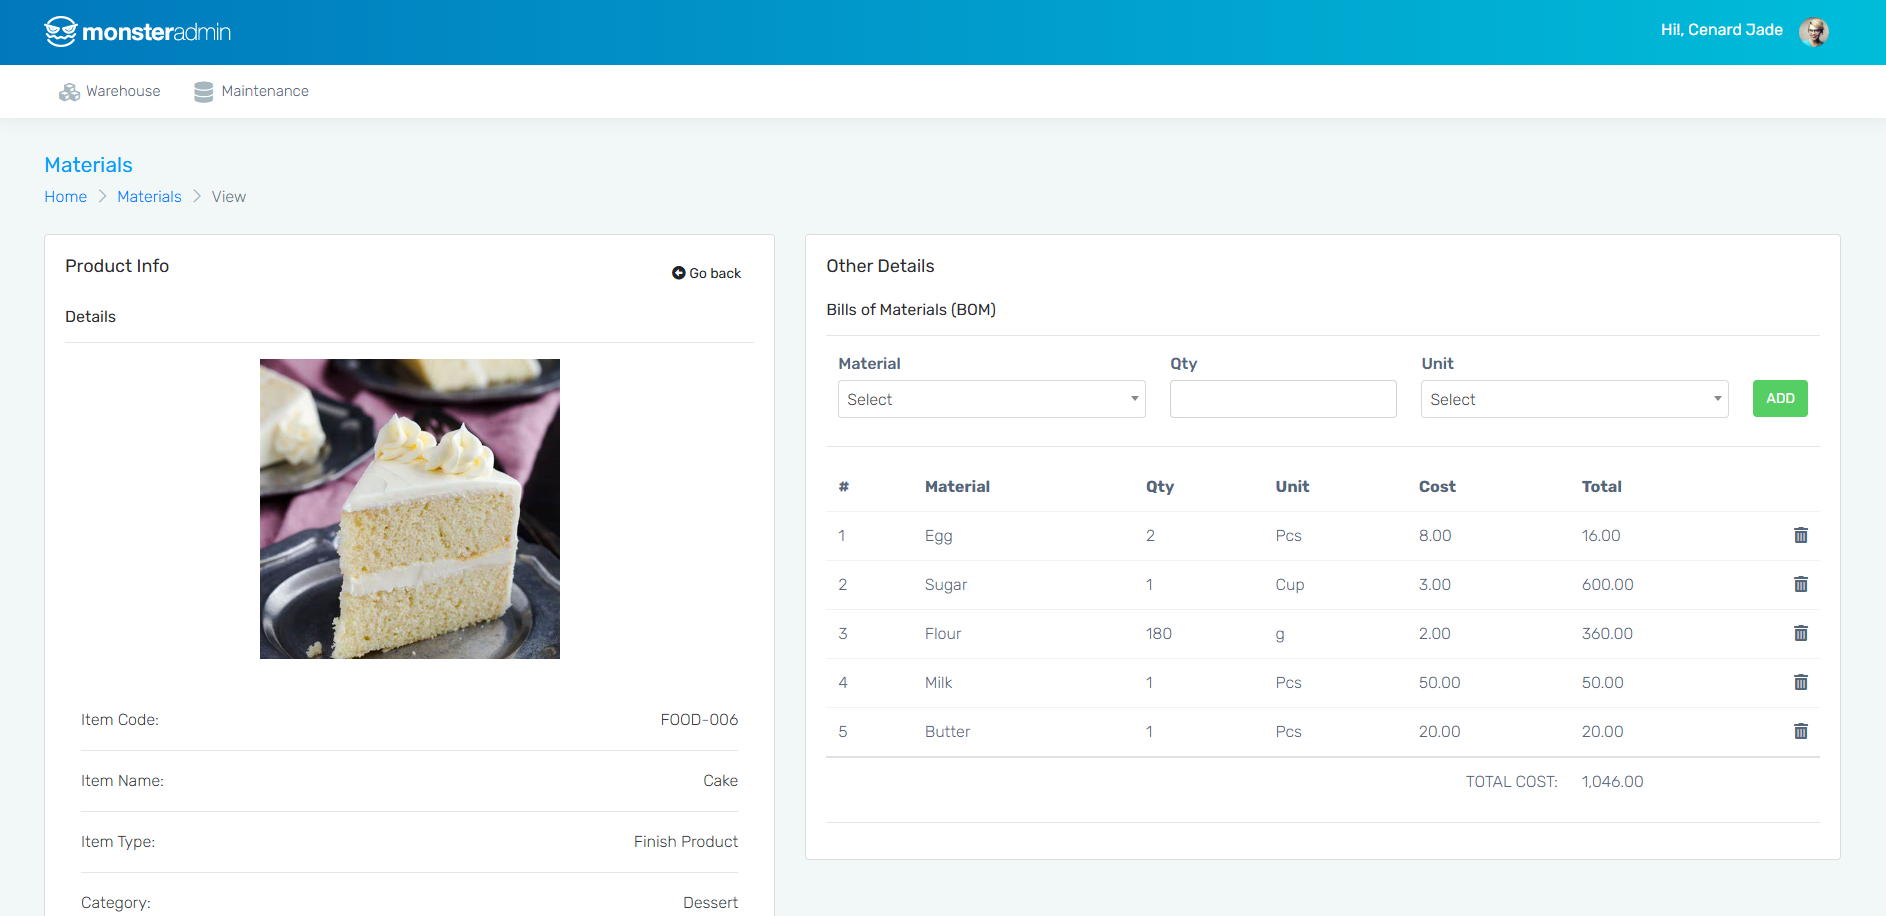 monsteradmin
Hi!, Cenard Jade
Warehouse
Maintenance
Materials
Home > Materials > View
Product Info
Go back
Details
Item Code: FOOD-006
Item Name: Cake
Item Type: Finish Product
Category: Dessert
Other Details
Bills of Materials (BOM)
Material Qty Unit
Select Select ADD
# Material Qty Unit Cost Total
1 Egg 2 Pcs 8.00 16.00
2 Sugar 1 Cup 3.00 600.00
3 Flour 180 g 2.00 360.00
4 Milk 1 Pcs 50.00 50.00
5 Butter 1 Pcs 20.00 20.00
TOTAL COST: 1,046.00